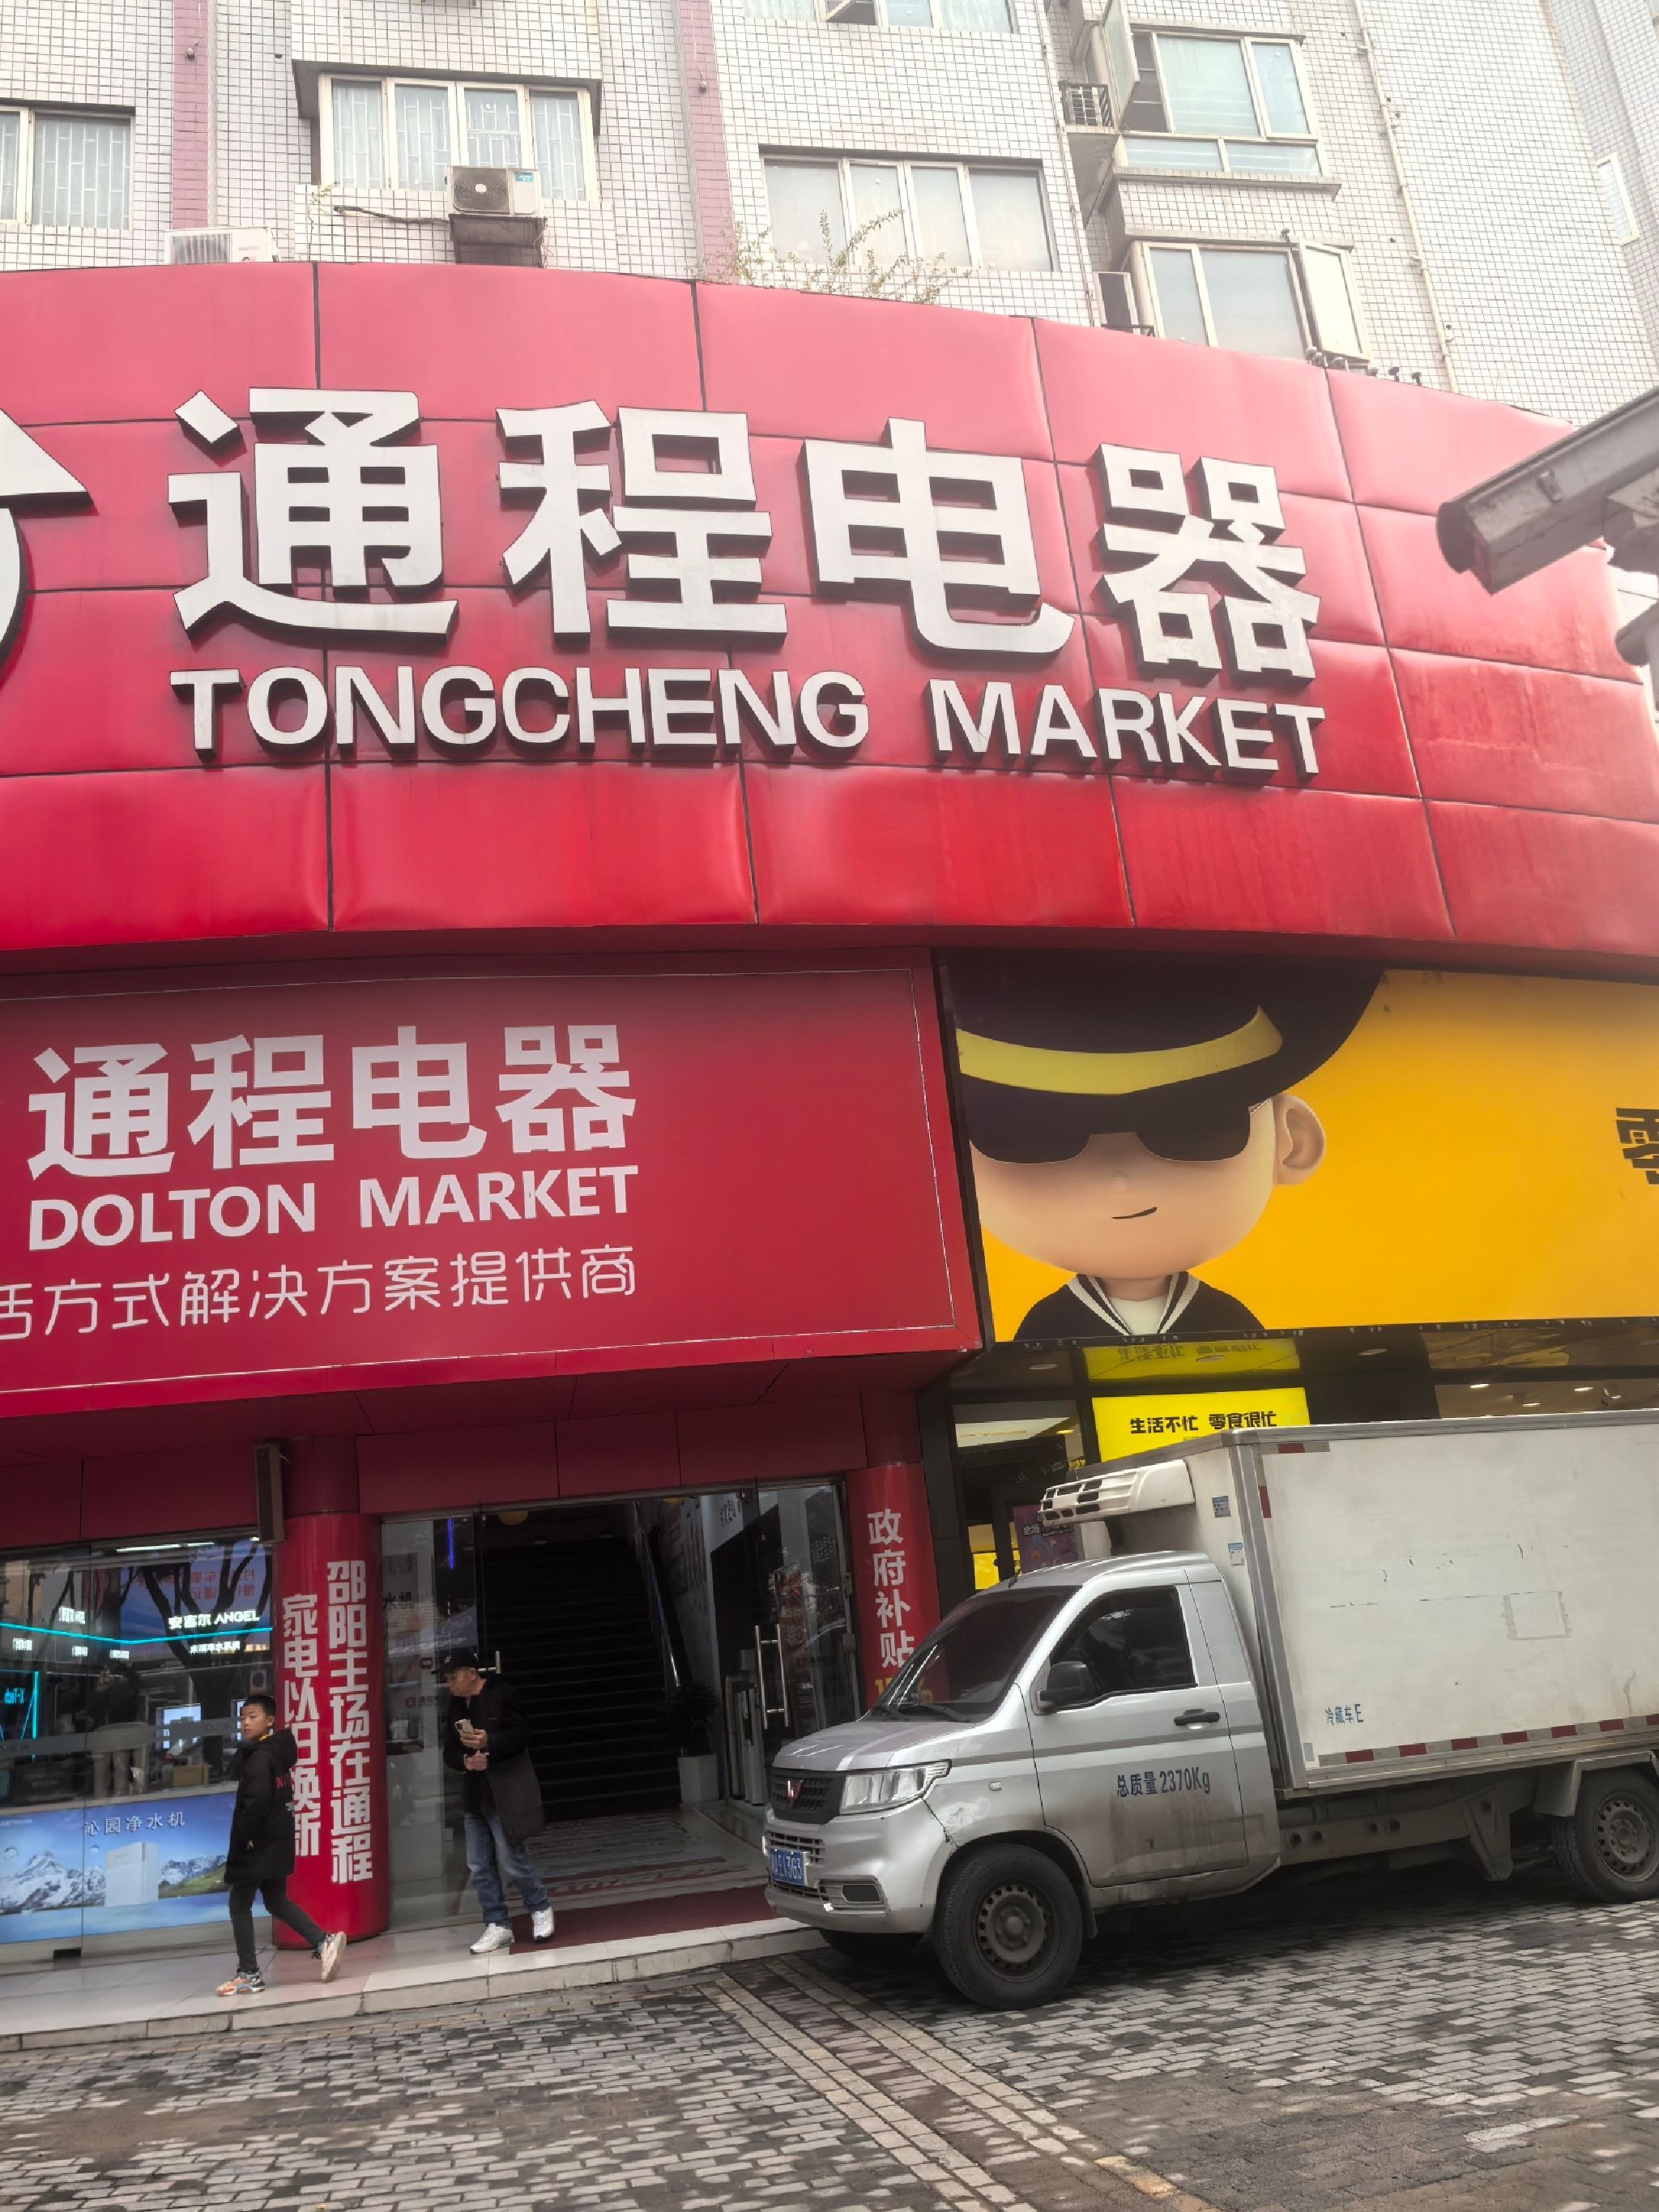 通程电器
TONGCHENG MARKET
通程电器
DOLTON MARKET
活方式解决方案提供商
生活不忙 零食很忙
政府补贴
邵阳主场在通程
家电以旧换新
安吉尔 ANGEL
沁园净水机
总质量2370Kg
冷藏车E
零